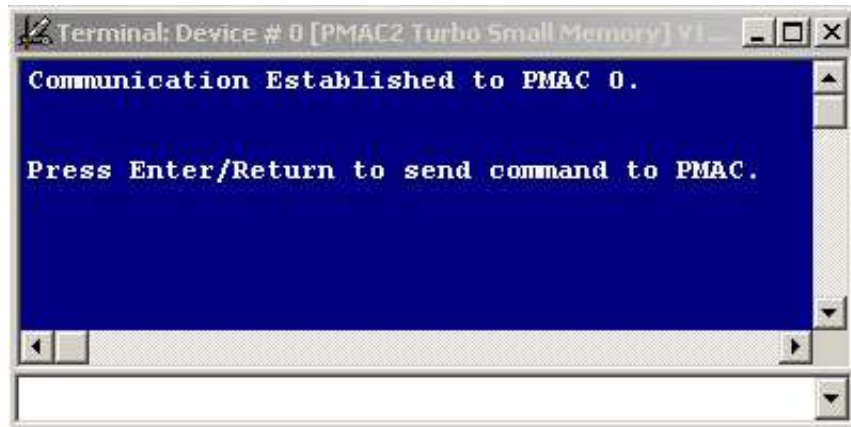 Terminal: Device # 0 [PMAC2 Turbo Small Memory] V1...
Communication Established to PMAC 0.
Press Enter/Return to send command to PMAC.